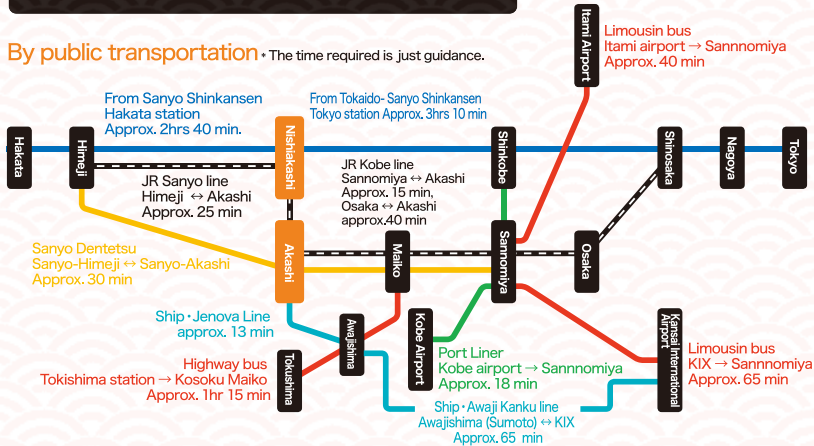 By public transportation * The time required is just guidance.
Itami Airport
Limousin bus
Itami airport → Sannnomiya
Approx. 40 min
From Sanyo Shinkansen
Hakata station
Approx. 2hrs 40 min.
From Tokaido- Sanyo Shinkansen
Tokyo station Approx. 3hrs 10 min
Hakata
Himeji
Nishiakashi
Shinkobe
Shinosaka
Nagoya
Tokyo
JR Sanyo line
Himeji ↔ Akashi
Approx. 25 min
JR Kobe line
Sannomiya ↔ Akashi
Approx. 15 min,
Osaka ↔ Akashi
approx.40 min
Sanyo Dentetsu
Sanyo-Himeji ↔ Sanyo-Akashi
Approx. 30 min
Akashi
Maiko
Sannomiya
Osaka
Ship・Jenova Line
approx. 13 min
Awajishima
Kobe Airport
Kansai International
Airport
Highway bus
Tokishima station → Kosoku Maiko
Approx. 1hr 15 min
Tokushima
Port Liner
Kobe airport → Sannnomiya
Approx. 18 min
Limousin bus
KIX → Sannnomiya
Approx. 65 min
Ship・Awaji Kanku line
Awajishima (Sumoto) ↔ KIX
Approx. 65 min